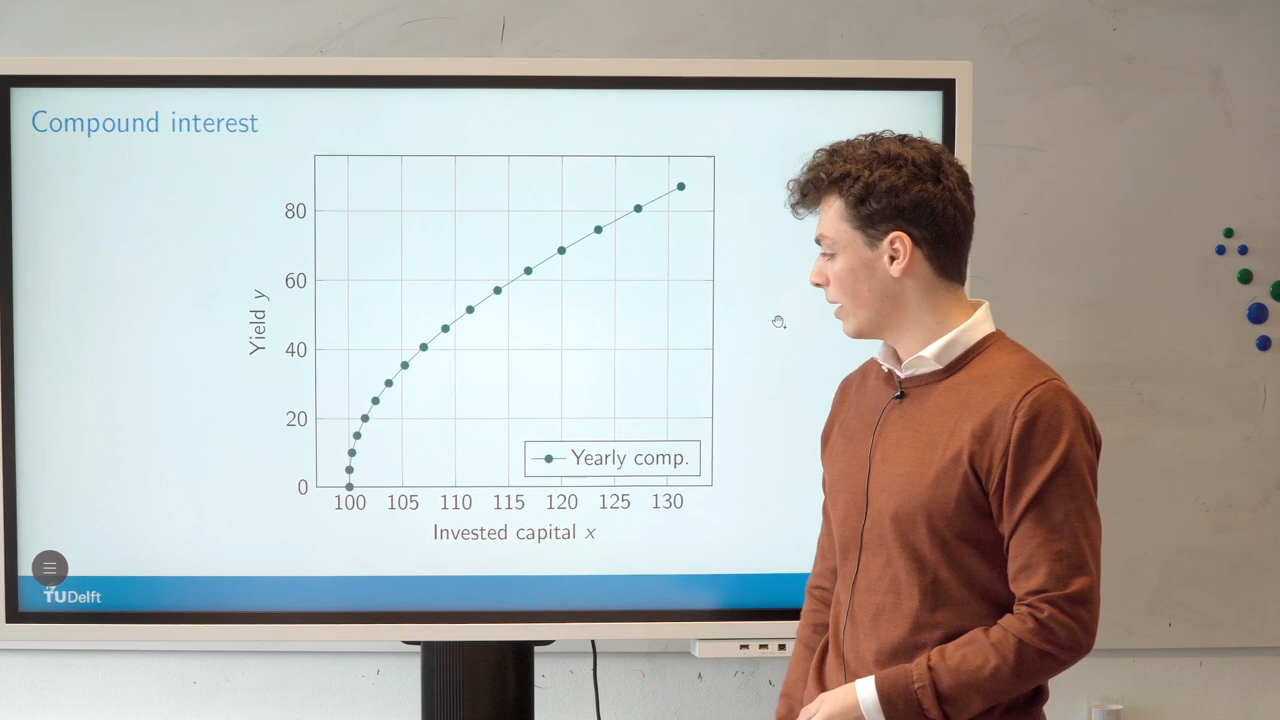 Compound interest
80
60
40
20
0
Yield y
100 105 110 115 120 125 130
Invested capital x
Yearly comp.
TUDelft